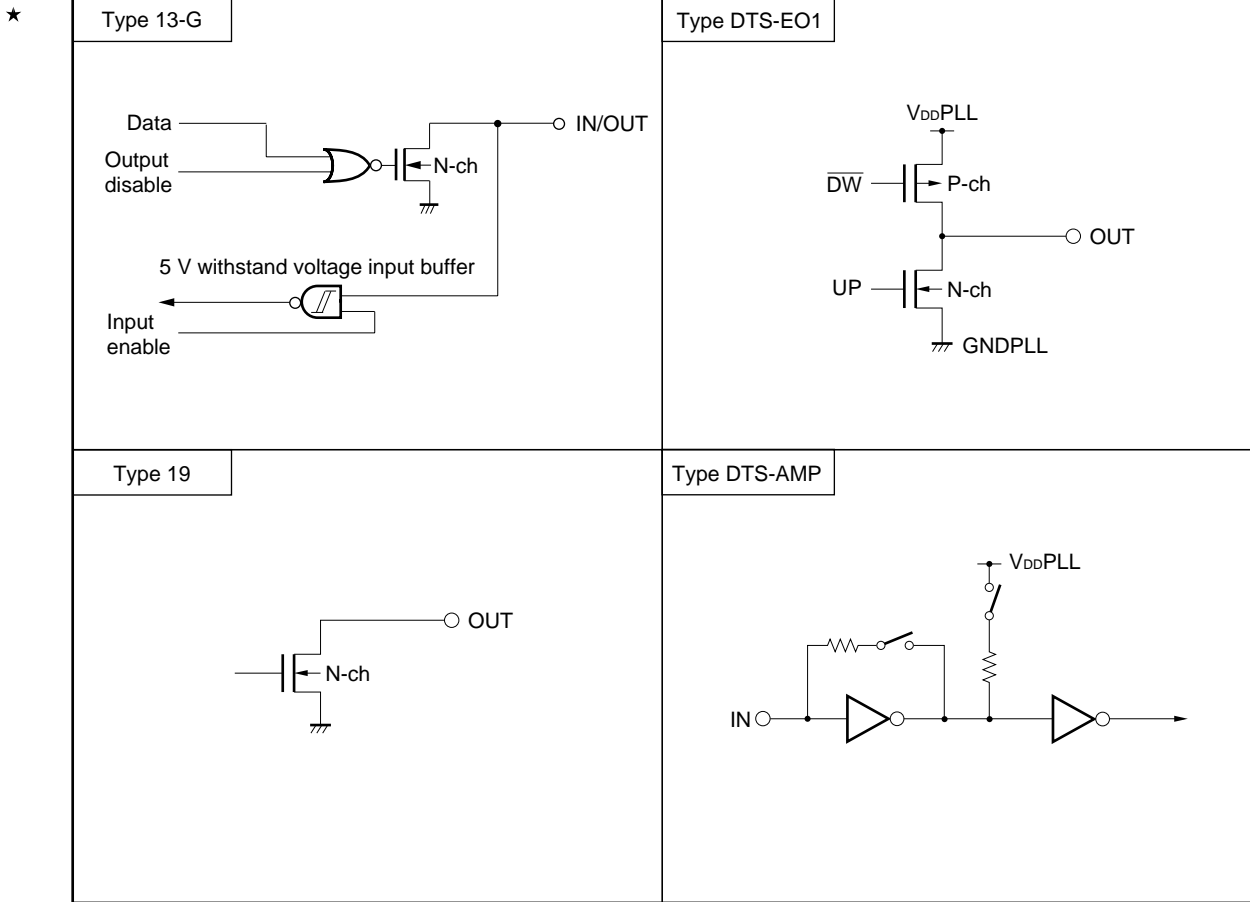 ★
Type 13-G
Data
Output
disable
N-ch
IN/OUT
5 V withstand voltage input buffer
Input
enable
Type DTS-EO1
VDDPLL
DW
P-ch
OUT
UP
N-ch
GNDPLL
Type 19
OUT
N-ch
Type DTS-AMP
VDDPLL
IN